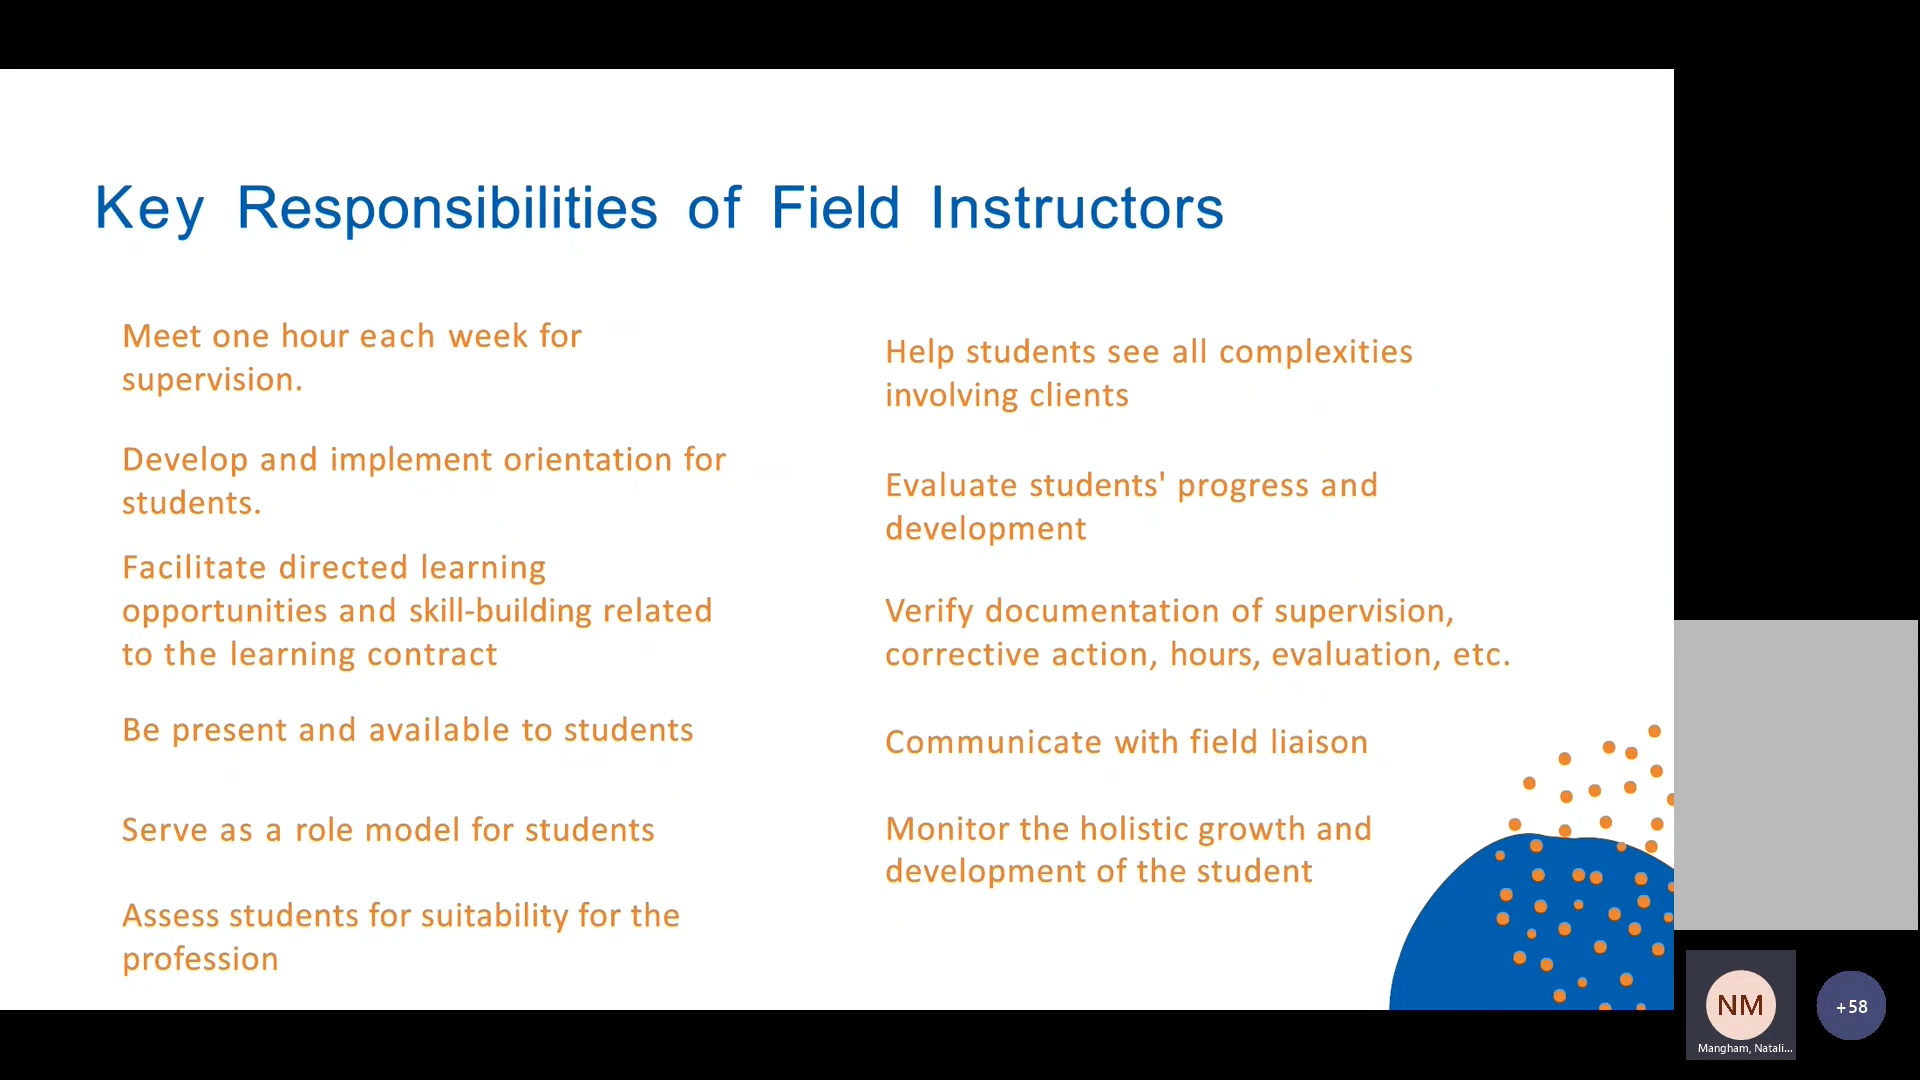 Key Responsibilities of Field Instructors
Meet one hour each week for
supervision.
Develop and implement orientation for
students.
Facilitate directed learning
opportunities and skill-building related
to the learning contract
Be present and available to students
Serve as a role model for students
Assess students for suitability for the
profession
Help students see all complexities
involving clients
Evaluate students' progress and
development
Verify documentation of supervision,
corrective action, hours, evaluation, etc.
Communicate with field liaison
Monitor the holistic growth and
development of the student
NM
Mangham, Natali...
+58